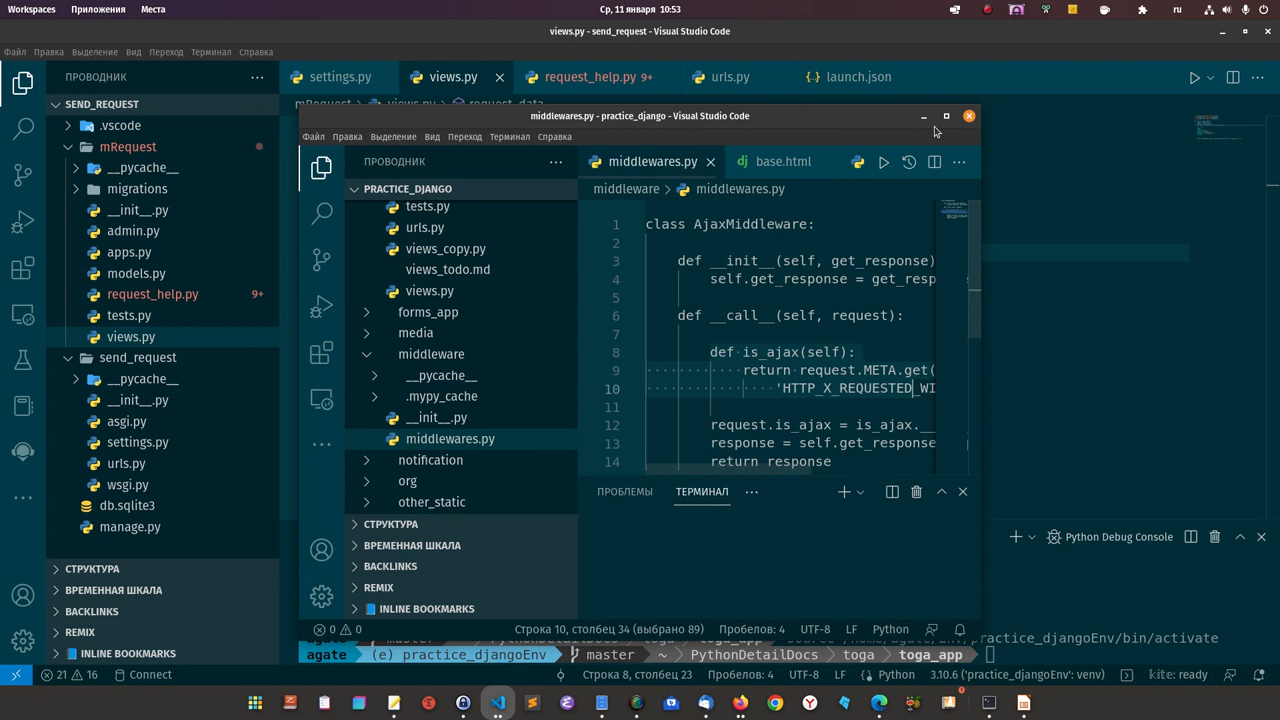 Workspaces Приложения Места
Ср, 11 января 10:53
ru
views.py - send_request - Visual Studio Code
Файл Правка Выделение Вид Переход Терминал Справка
ПРОВОДНИК
settings.py
views.py
request_help.py 9+
urls.py
launch.json
SEND_REQUEST
mRequest views.py request_data
.vscode
mRequest
__pycache__
migrations
__init__.py
admin.py
apps.py
models.py
request_help.py 9+
tests.py
views.py
send_request
__pycache__
__init__.py
asgi.py
settings.py
urls.py
wsgi.py
db.sqlite3
manage.py
СТРУКТУРА
ВРЕМЕННАЯ ШКАЛА
BACKLINKS
REMIX
INLINE BOOKMARKS
middlewares.py - practice_django - Visual Studio Code
Файл Правка Выделение Вид Переход Терминал Справка
ПРОВОДНИК
middlewares.py
base.html
PRACTICE_DJANGO
middleware middlewares.py
tests.py
urls.py
views_copy.py
views_todo.md
views.py
forms_app
media
middleware
__pycache__
.mypy_cache
__init__.py
middlewares.py
notification
org
other_static
СТРУКТУРА
ВРЕМЕННАЯ ШКАЛА
BACKLINKS
REMIX
INLINE BOOKMARKS
1 class AjaxMiddleware:
2
3 def __init__(self, get_response)
4 self.get_response = get_resp
5
6 def __call__(self, request):
7
8 def is_ajax(self):
9 return request.META.get(
10 'HTTP_X_REQUESTED_WI
11
12 request.is_ajax = is_ajax.__
13 response = self.get_response
14 return response
ПРОБЛЕМЫ ТЕРМИНАЛ
0 0
Строка 10, столбец 34 (выбрано 89) Пробелов: 4 UTF-8 LF Python
Python Debug Console
/bin/activate
agate (e) practice_djangoEnv master ~ PythonDetailDocs toga toga_app
21 16 Connect
Строка 8, столбец 23 Пробелов: 4 UTF-8 LF Python 3.10.6 ('practice_djangoEnv': venv) kite: ready